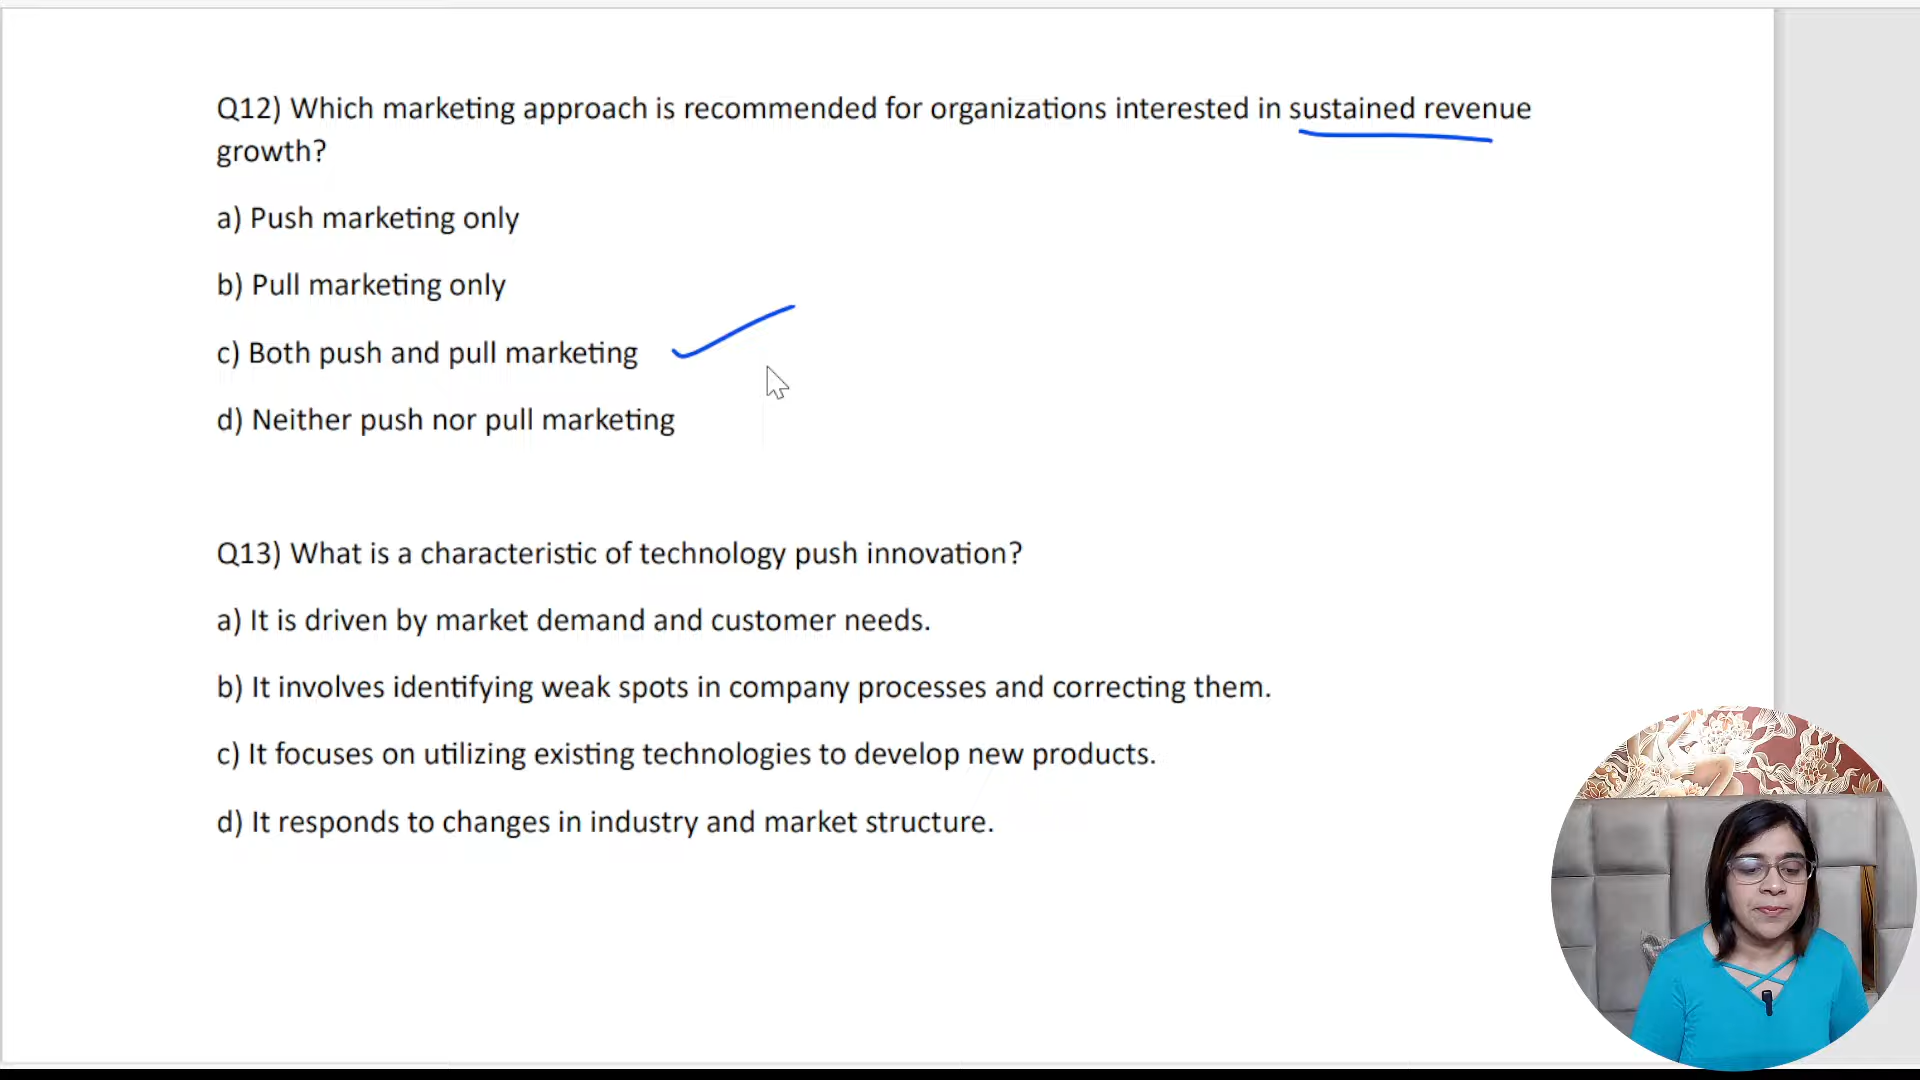 Q12) Which marketing approach is recommended for organizations interested in sustained revenue
growth?
a) Push marketing only
b) Pull marketing only
c) Both push and pull marketing
d) Neither push nor pull marketing
Q13) What is a characteristic of technology push innovation?
a) It is driven by market demand and customer needs.
b) It involves identifying weak spots in company processes and correcting them.
c) It focuses on utilizing existing technologies to develop new products.
d) It responds to changes in industry and market structure.